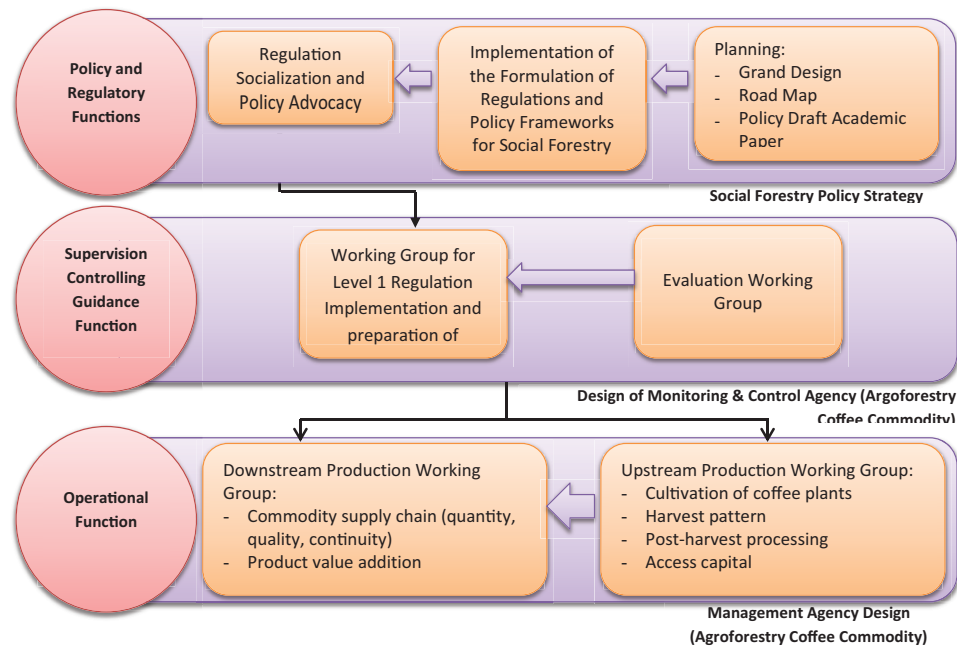 Policy and
Regulatory
Functions
Regulation
Socialization and
Policy Advocacy
Implementation of
the Formulation of
Regulations and
Policy Frameworks
for Social Forestry
Planning:
- Grand Design
- Road Map
- Policy Draft Academic
Paper
Social Forestry Policy Strategy
Supervision
Controlling
Guidance
Function
Working Group for
Level 1 Regulation
Implementation and
preparation of
Evaluation Working
Group
Design of Monitoring & Control Agency (Argoforestry
Coffee Commodity)
Operational
Function
Downstream Production Working
Group:
- Commodity supply chain (quantity,
quality, continuity)
- Product value addition
Upstream Production Working Group:
- Cultivation of coffee plants
- Harvest pattern
- Post-harvest processing
- Access capital
Management Agency Design
(Agroforestry Coffee Commodity)